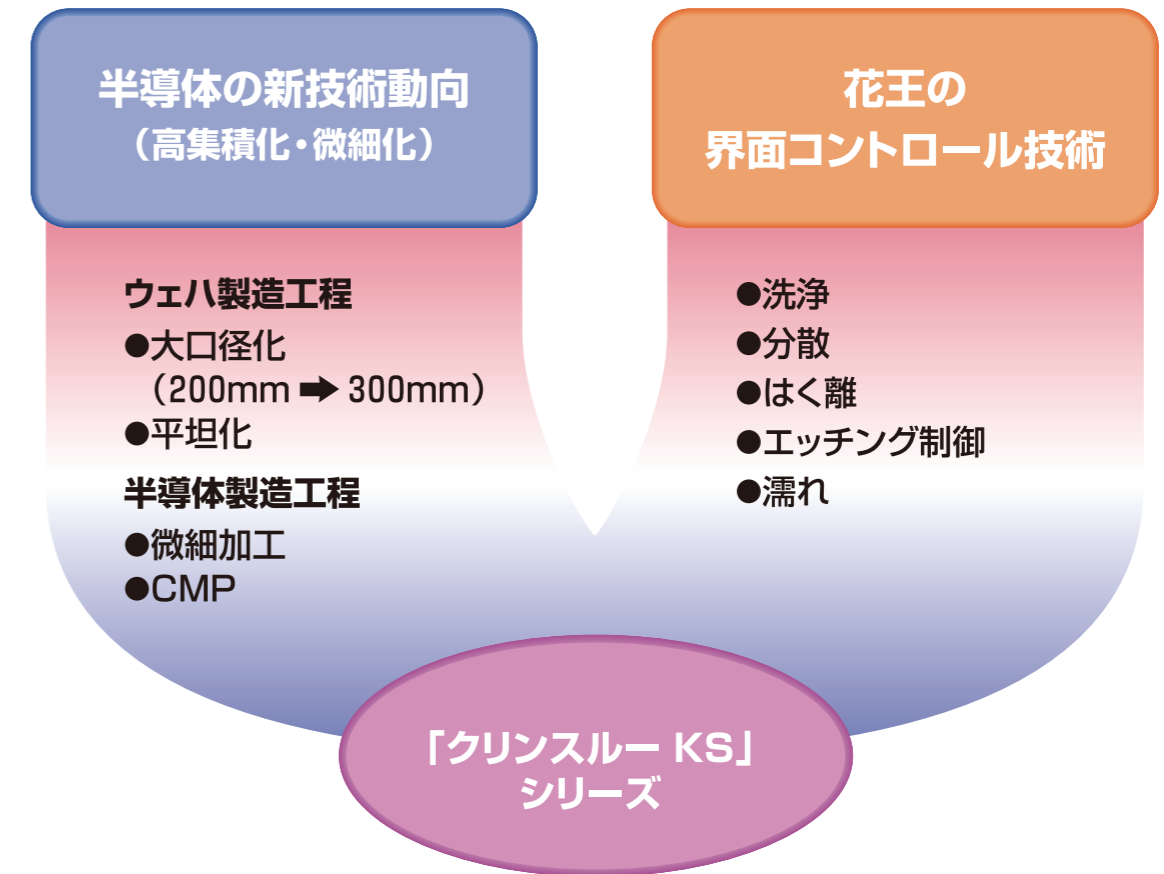 半導体の新技術動向
（高集積化・微細化）
ウェハ製造工程
●大口径化
（200mm ➡ 300mm）
●平坦化
半導体製造工程
●微細加工
●CMP
花王の
界面コントロール技術
●洗浄
●分散
●はく離
●エッチング制御
●濡れ
「クリンスルー KS」
シリーズ